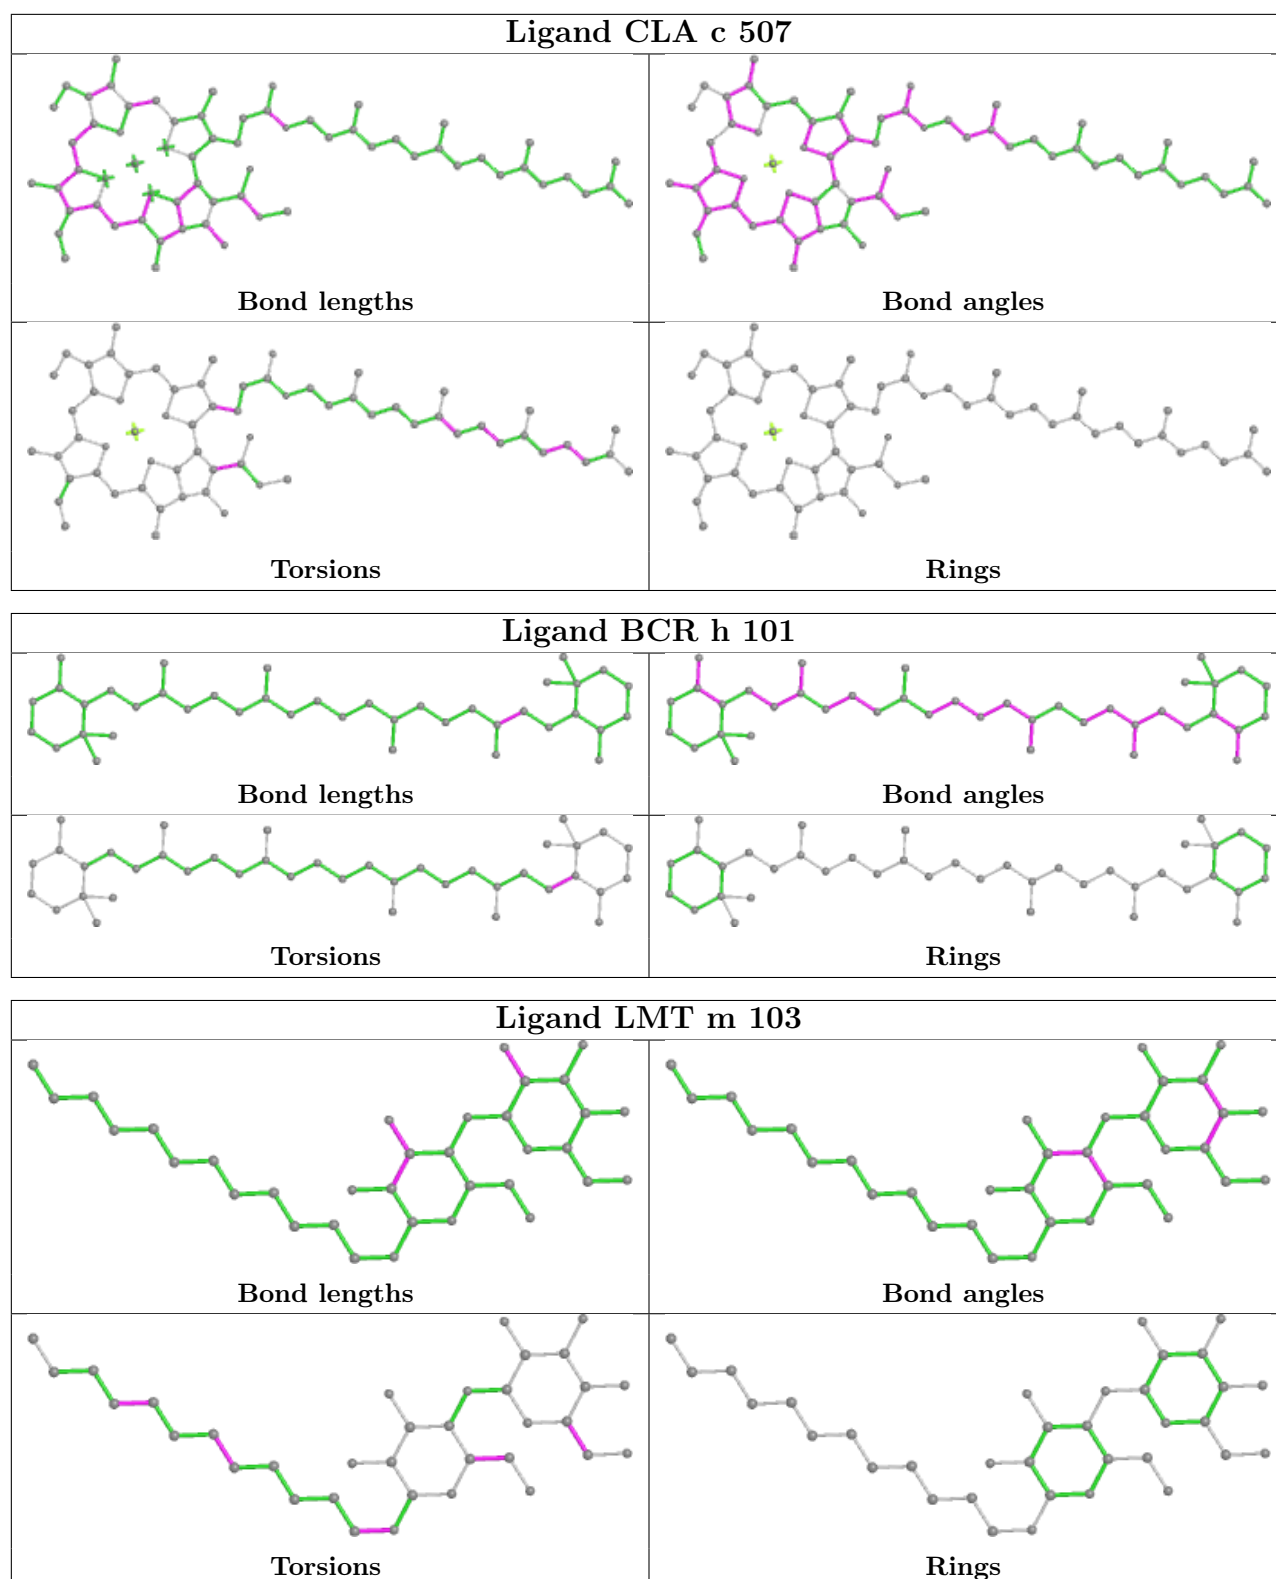 Ligand CLA c 507
Bond lengths
Bond angles
Torsions
Rings
Ligand BCR h 101
Bond lengths
Bond angles
Torsions
Rings
Ligand LMT m 103
Bond lengths
Bond angles
Torsions
Rings